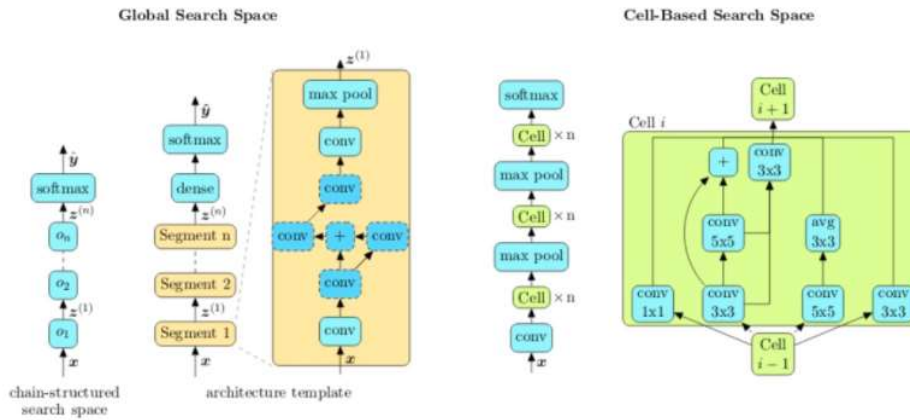 Global Search Space
Cell-Based Search Space
ŷ
softmax
z⁽ⁿ⁾
oₙ
o₂
z⁽¹⁾
o₁
x
chain-structured
search space
ŷ
softmax
dense
z⁽ⁿ⁾
Segment n
Segment 2
z⁽¹⁾
Segment 1
x
z⁽¹⁾
max pool
conv
conv
conv
+
conv
conv
conv
x
architecture template
softmax
Cell ×n
max pool
Cell ×n
max pool
Cell ×n
conv
x
Cell
i + 1
Cell i
+
conv
3x3
conv
5x5
avg
3x3
conv
1x1
conv
3x3
conv
5x5
conv
3x3
Cell
i − 1